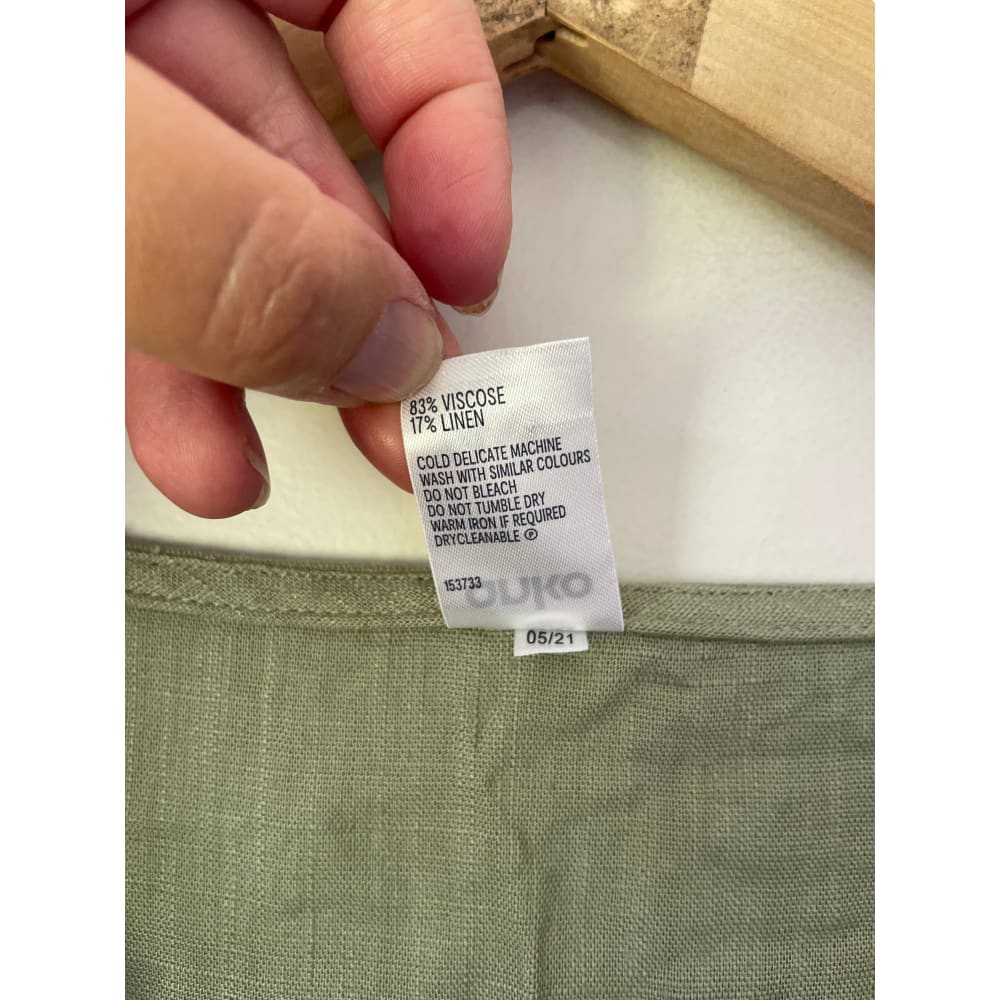 83% VISCOSE
17% LINEN
COLD DELICATE MACHINE
WASH WITH SIMILAR COLOURS
DO NOT BLEACH
DO NOT TUMBLE DRY
WARM IRON IF REQUIRED
DRYCLEANABLE Ⓟ
153733
anko
05/21